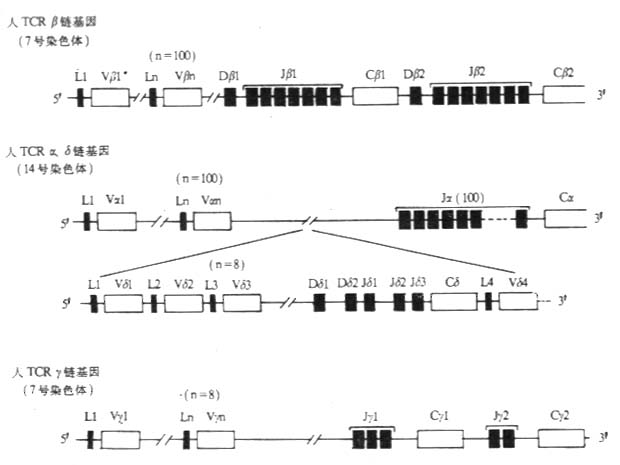 人 TCR β 链基因
(7 号染色体)
(n=100)
L1 Vβ1* Ln Vβn Dβ1 Jβ1 Cβ1 Dβ2 Jβ2 Cβ2
5′ 3′
人 TCR α, δ 链基因
(14 号染色体)
(n=100)
L1 Vα1 Ln Vαn Jα (100) Cα
5′ 3′
(n=8)
L1 Vδ1 L2 Vδ2 L3 Vδ3 Dδ1 Dδ2 Jδ1 Jδ2 Jδ3 Cδ L4 Vδ4
5′ 3′
人 TCR γ 链基因
(7 号染色体)
(n=8)
L1 Vγ1 Ln Vγn Jγ1 Cγ1 Jγ2 Cγ2
5′ 3′